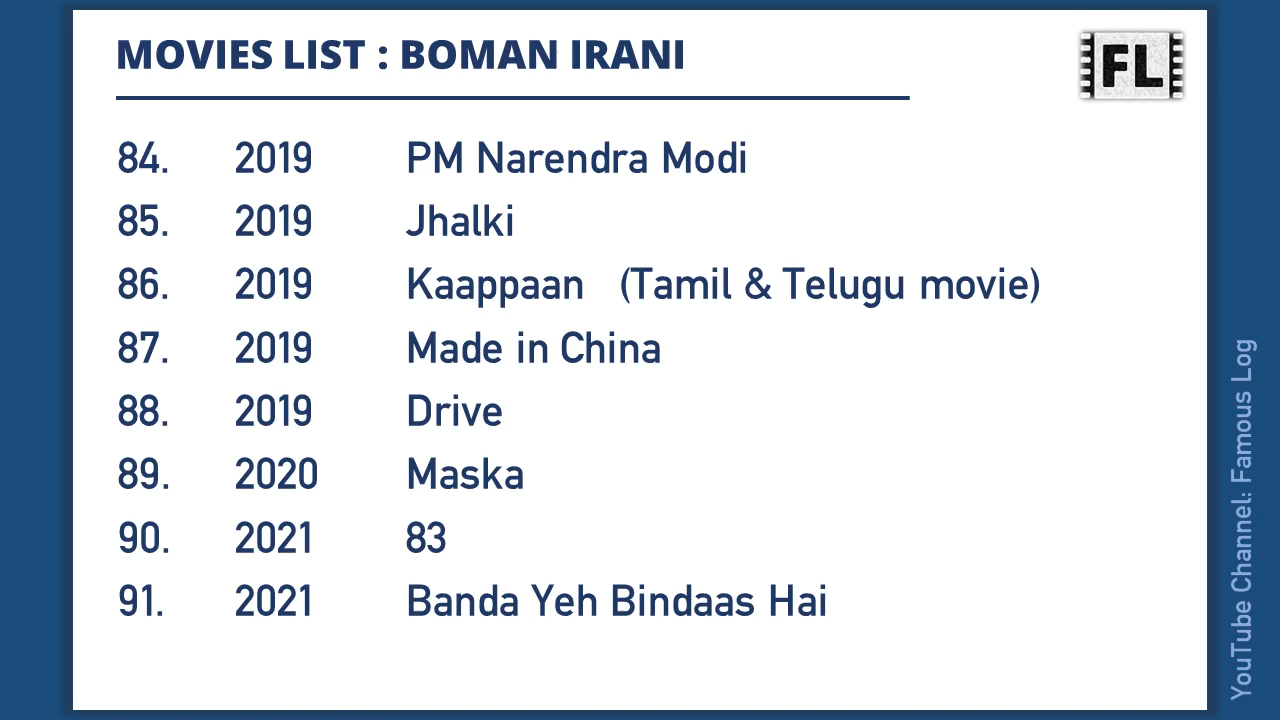 MOVIES LIST : BOMAN IRANI
FL
84. 2019 PM Narendra Modi
85. 2019 Jhalki
86. 2019 Kaappaan (Tamil & Telugu movie)
87. 2019 Made in China
88. 2019 Drive
89. 2020 Maska
90. 2021 83
91. 2021 Banda Yeh Bindaas Hai
YouTube Channel: Famous Log